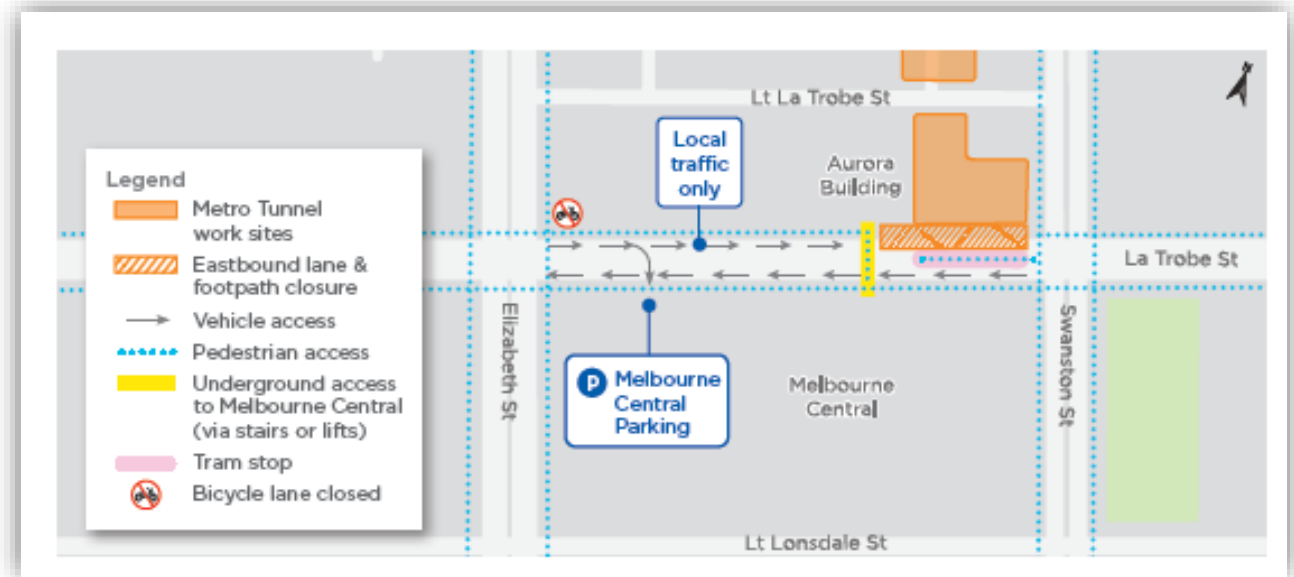 Lt La Trobe St
Local
traffic
only
Aurora
Building
Legend
Metro Tunnel
work sites
Eastbound lane &
footpath closure
Vehicle access
Pedestrian access
Underground access
to Melbourne Central
(via stairs or lifts)
Tram stop
Bicycle lane closed
La Trobe St
Elizabeth St
Swanston St
P Melbourne
Central
Parking
Melbourne
Central
Lt Lonsdale St